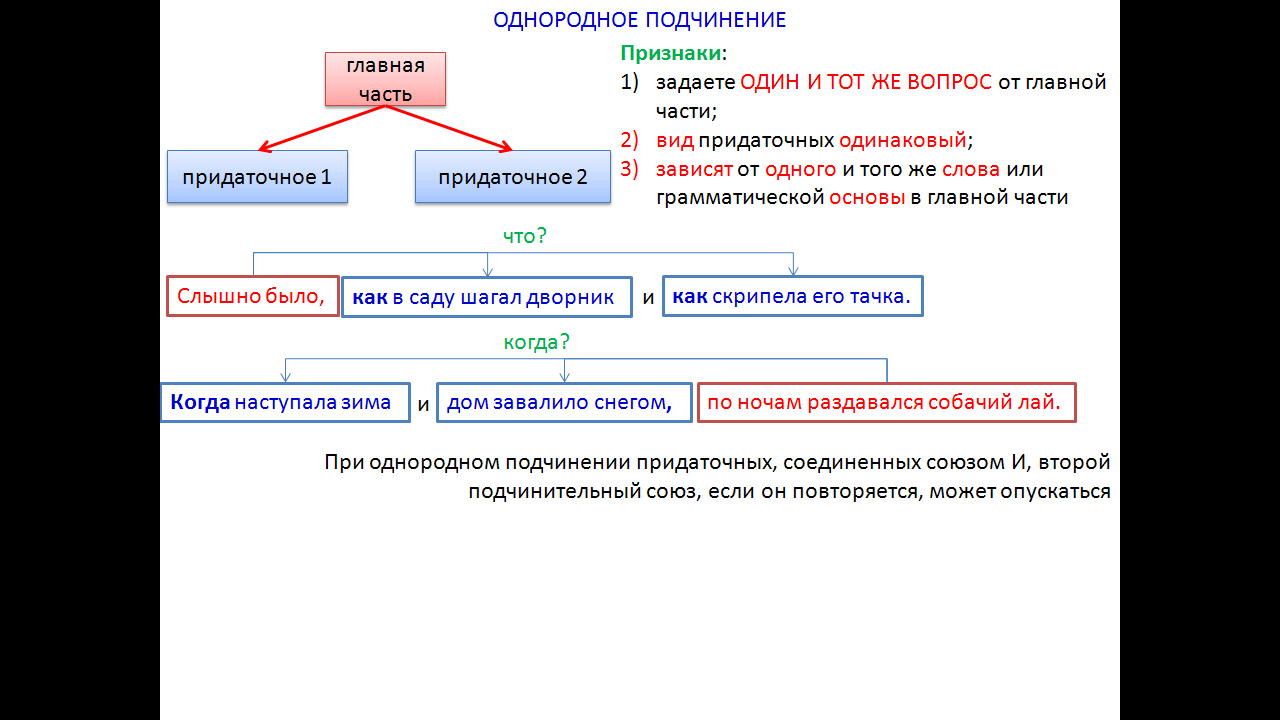 ОДНОРОДНОЕ ПОДЧИНЕНИЕ
главная
часть
придаточное 1
придаточное 2
Признаки:
1) задаете ОДИН И ТОТ ЖЕ ВОПРОС от главной
части;
2) вид придаточных одинаковый;
3) зависят от одного и того же слова или
грамматической основы в главной части
что?
Слышно было, как в саду шагал дворник и как скрипела его тачка.
когда?
Когда наступала зима и дом завалило снегом, по ночам раздавался собачий лай.
При однородном подчинении придаточных, соединенных союзом И, второй
подчинительный союз, если он повторяется, может опускаться